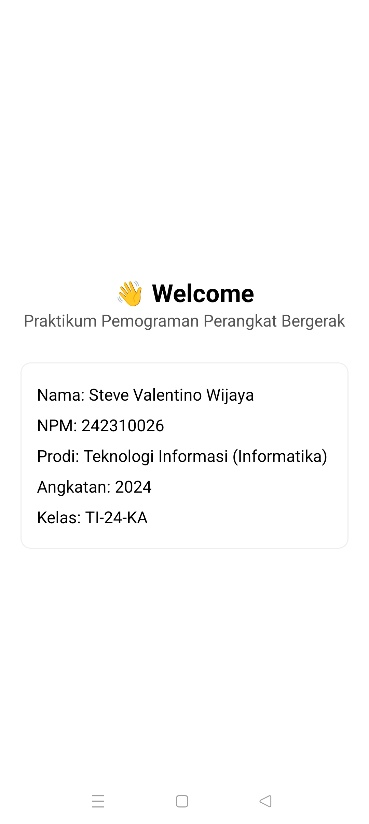 👋 Welcome
Praktikum Pemograman Perangkat Bergerak
Nama: Steve Valentino Wijaya
NPM: 242310026
Prodi: Teknologi Informasi (Informatika)
Angkatan: 2024
Kelas: TI-24-KA